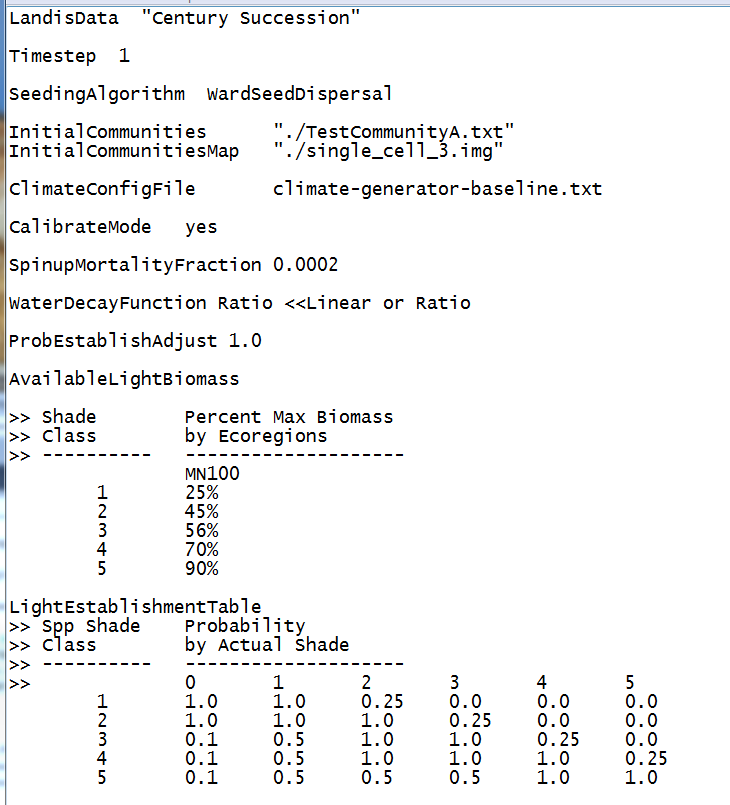 LandisData  "Century Succession"
Timestep  1
SeedingAlgorithm  WardSeedDispersal
InitialCommunities      "./TestCommunityA.txt"
InitialCommunitiesMap   "./single_cell_3.img"
ClimateConfigFile       climate-generator-baseline.txt
CalibrateMode   yes
SpinupMortalityFraction 0.0002
WaterDecayFunction Ratio <<Linear or Ratio
ProbEstablishAdjust 1.0
AvailableLightBiomass
>> Shade        Percent Max Biomass
>> Class        by Ecoregions
>> ----------   --------------------
                MN100
        1       25%
        2       45%
        3       56%
        4       70%
        5       90%
LightEstablishmentTable
>> Spp Shade    Probability
>> Class        by Actual Shade
>> ----------   --------------------
>>              0       1       2       3       4       5
        1       1.0     1.0     0.25    0.0     0.0     0.0
        2       1.0     1.0     1.0     0.25    0.0     0.0
        3       0.1     0.5     1.0     1.0     0.25    0.0
        4       0.1     0.5     1.0     1.0     1.0     0.25
        5       0.1     0.5     0.5     0.5     1.0     1.0